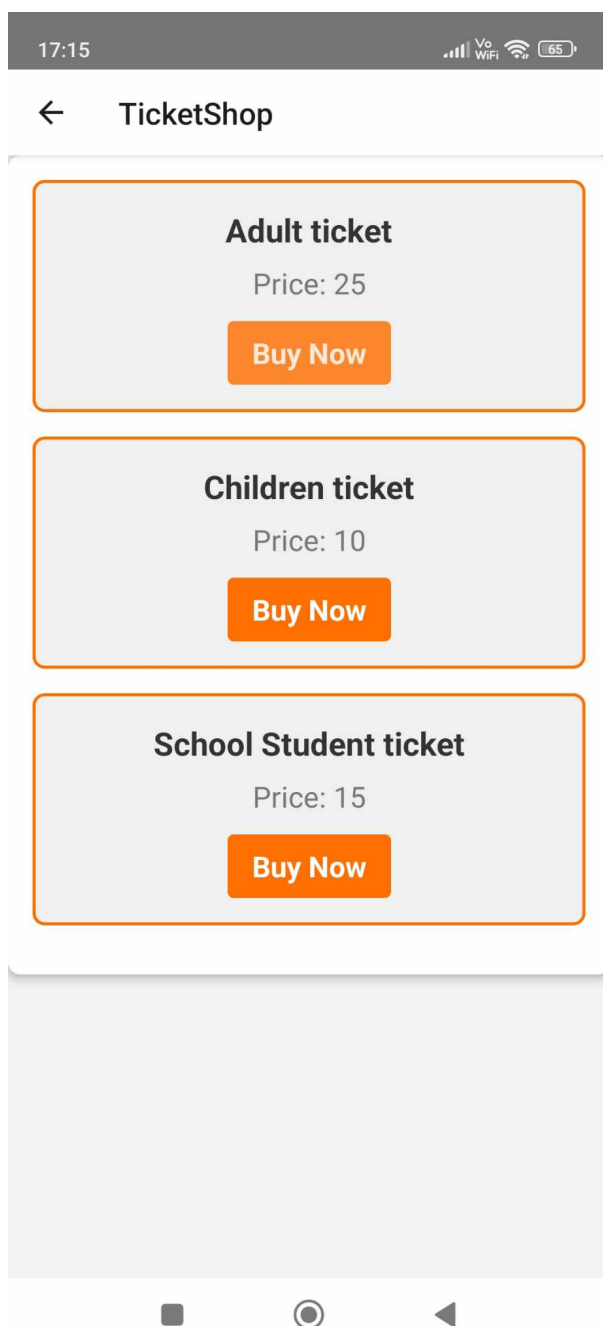 17:15
Vo
WiFi
65
TicketShop
Adult ticket
Price: 25
Buy Now
Children ticket
Price: 10
Buy Now
School Student ticket
Price: 15
Buy Now